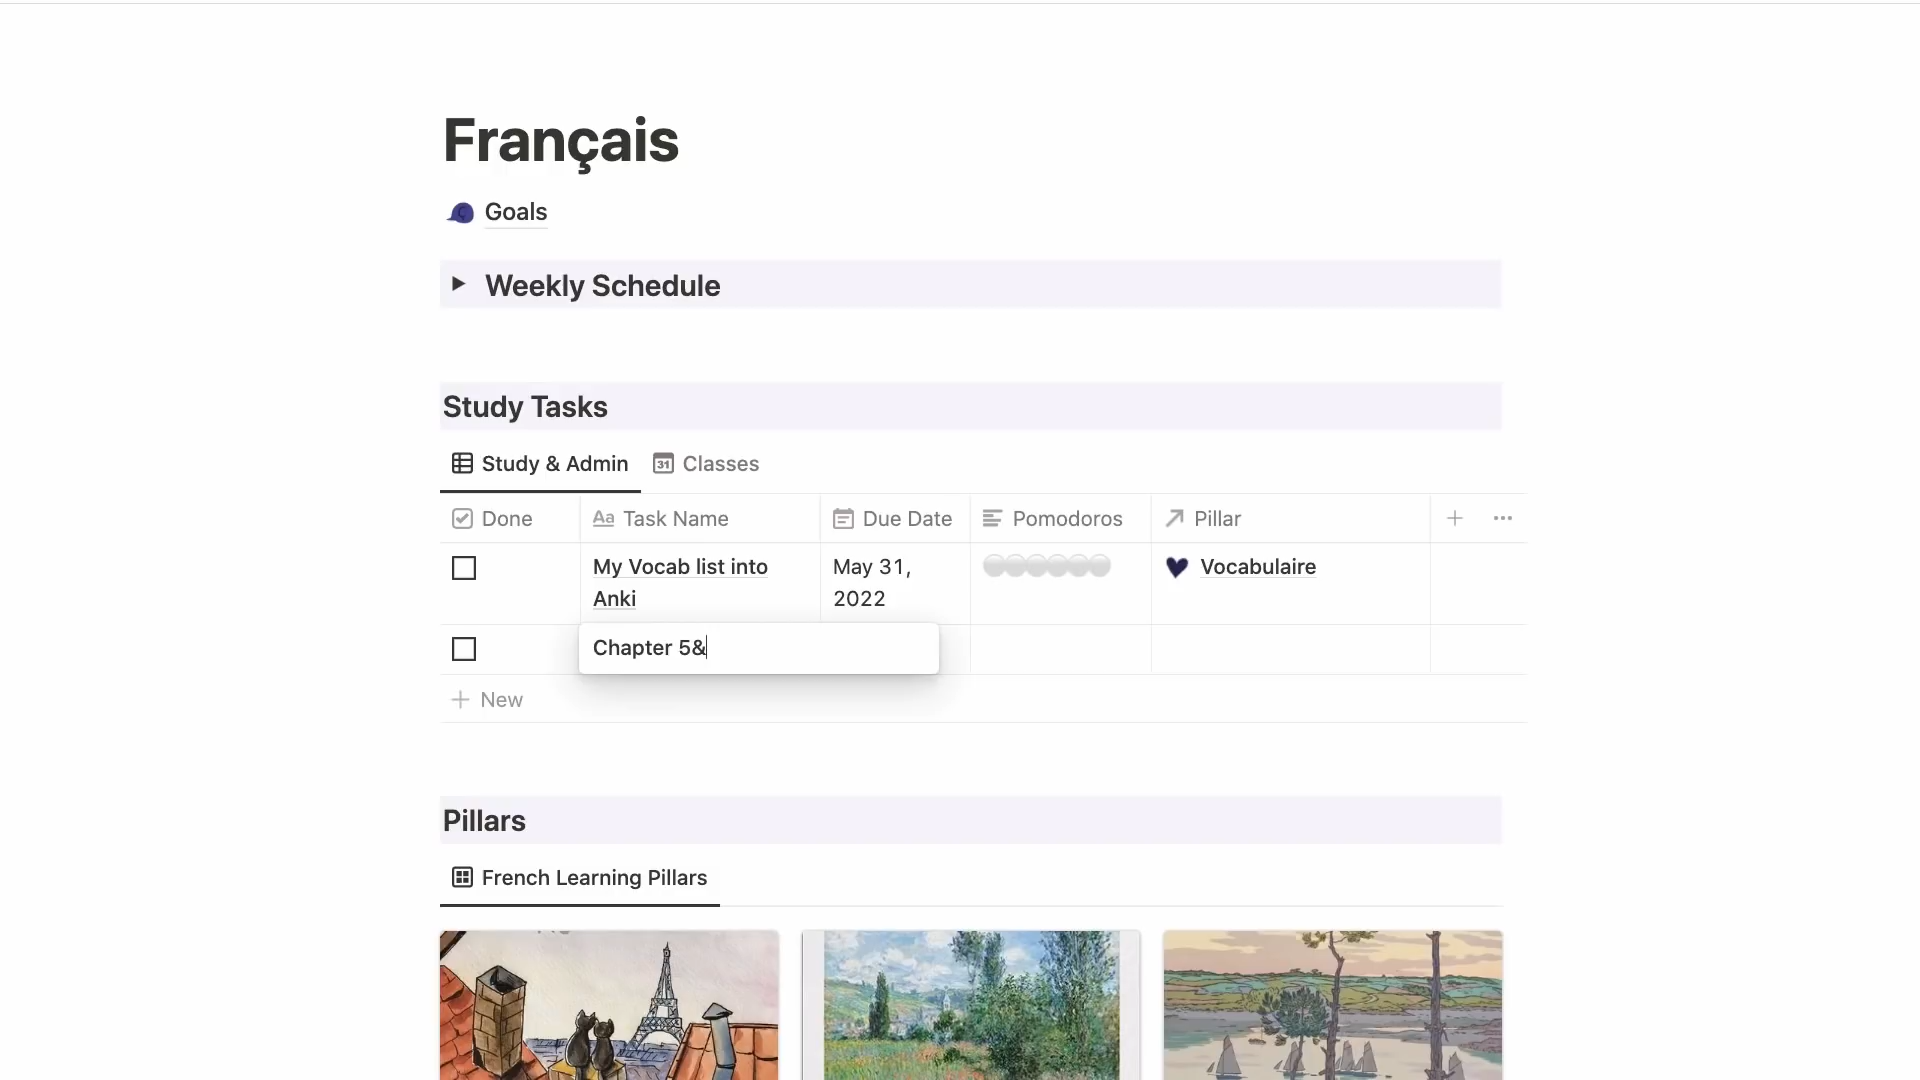 Français
Goals
Weekly Schedule
Study Tasks
Study & Admin
Classes
Done
Task Name
Due Date
Pomodoros
Pillar
My Vocab list into
Anki
May 31,
2022
Vocabulaire
Chapter 5&
New
Pillars
French Learning Pillars